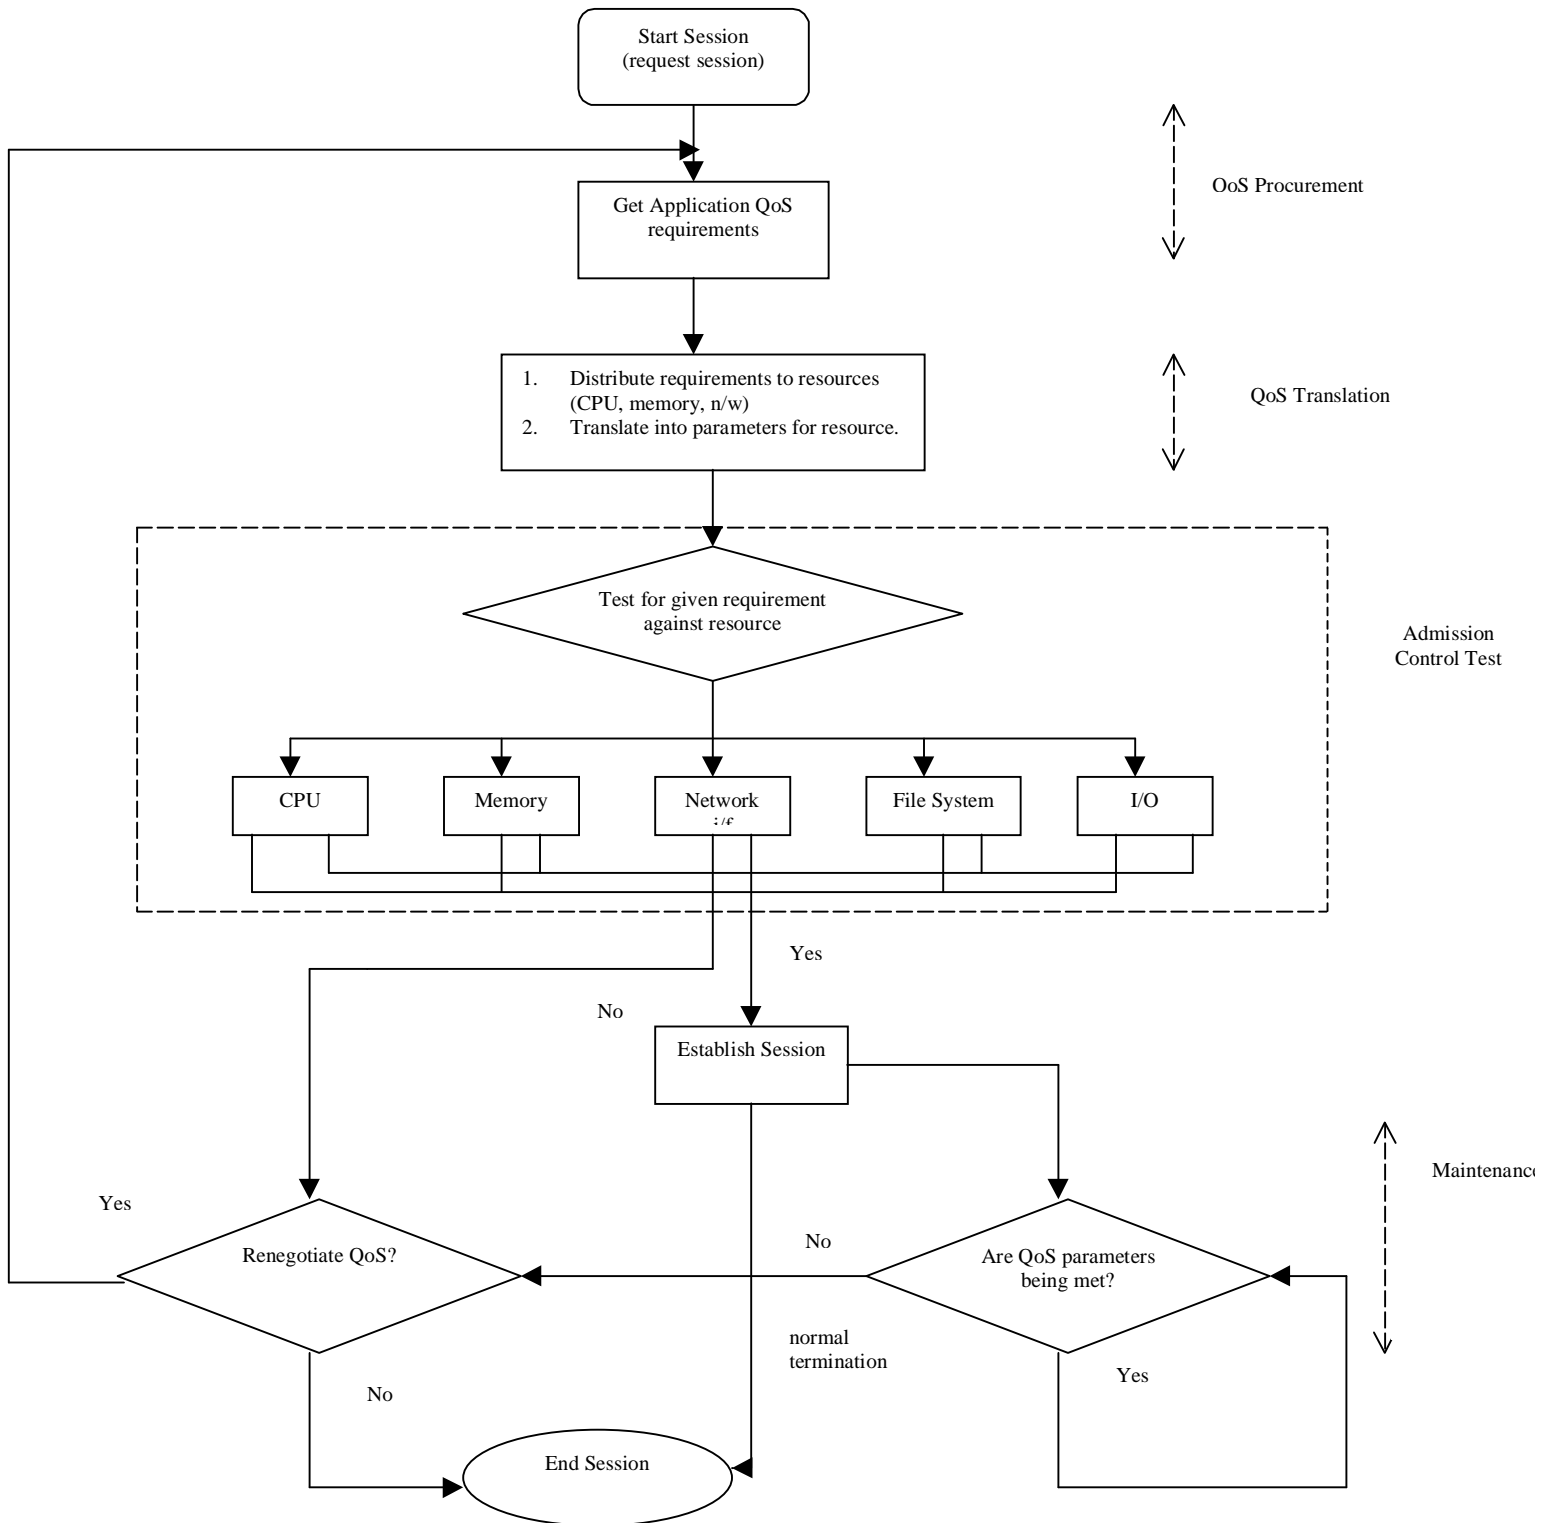 Start Session
(request session)
OoS Procurement
Get Application QoS
requirements
1. Distribute requirements to resources
(CPU, memory, n/w)
2. Translate into parameters for resource.
QoS Translation
Test for given requirement
against resource
Admission
Control Test
CPU
Memory
Network
i/f
File System
I/O
Yes
No
Establish Session
Maintenance
Yes
Renegotiate QoS?
No
Are QoS parameters
being met?
normal
termination
Yes
No
End Session